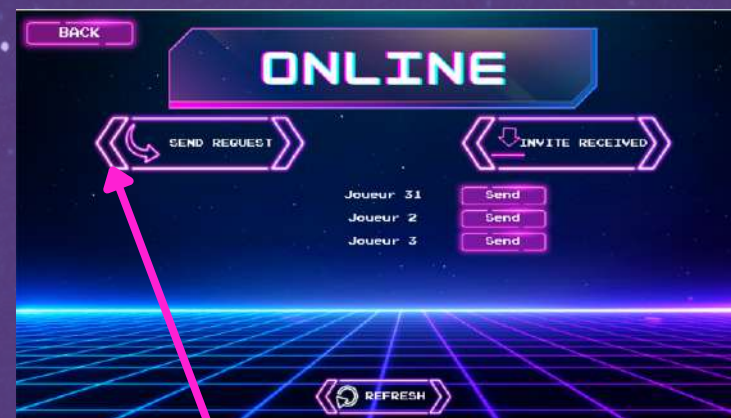 BACK
ONLINE
SEND REQUEST
INVITE RECEIVED
Joueur 31 Send
Joueur 2 Send
Joueur 3 Send
REFRESH